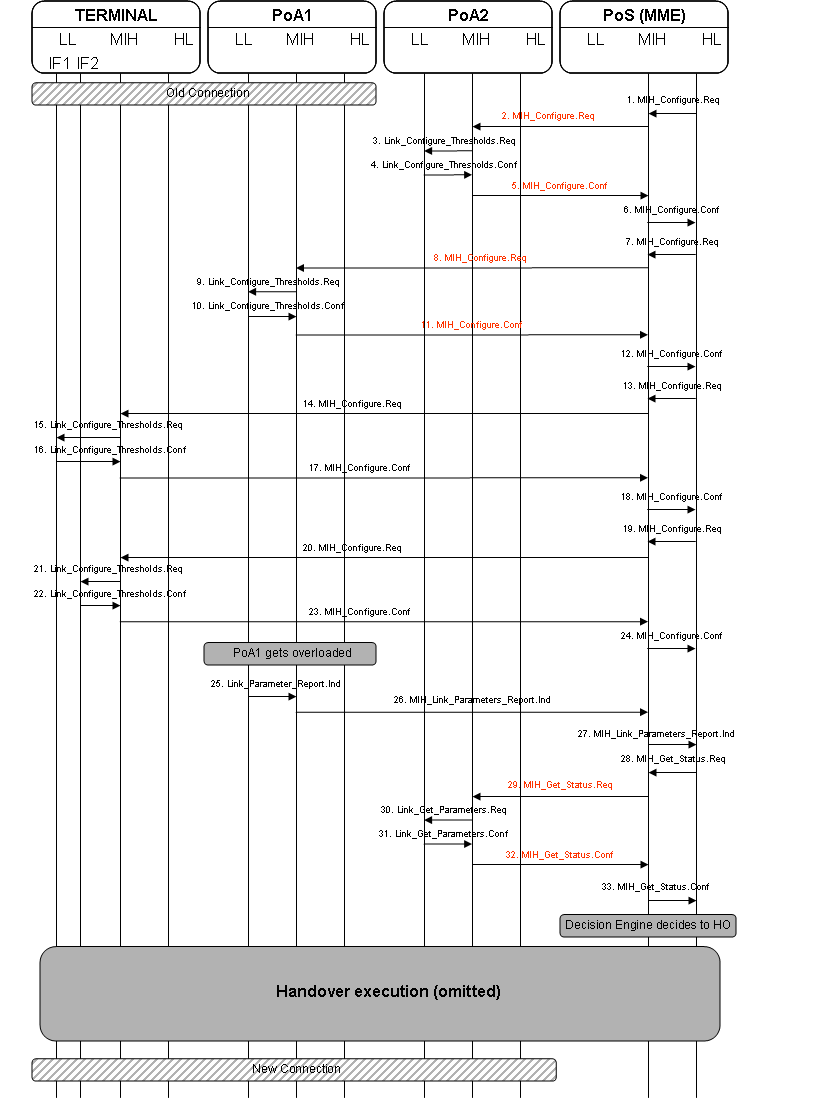 TERMINAL PoA1 PoA2 PoS (MME)
LL MIH HL LL MIH HL LL MIH HL LL MIH HL
IF1 IF2
Old Connection
1. MIH_Configure.Req
2. MIH_Configure.Req
3. Link_Configure_Thresholds.Req
4. Link_Configure_Thresholds.Conf
5. MIH_Configure.Conf
6. MIH_Configure.Conf
7. MIH_Configure.Req
8. MIH_Configure.Req
9. Link_Configure_Thresholds.Req
10. Link_Configure_Thresholds.Conf
11. MIH_Configure.Conf
12. MIH_Configure.Conf
13. MIH_Configure.Req
14. MIH_Configure.Req
15. Link_Configure_Thresholds.Req
16. Link_Configure_Thresholds.Conf
17. MIH_Configure.Conf
18. MIH_Configure.Conf
19. MIH_Configure.Req
20. MIH_Configure.Req
21. Link_Configure_Thresholds.Req
22. Link_Configure_Thresholds.Conf
23. MIH_Configure.Conf
24. MIH_Configure.Conf
PoA1 gets overloaded
25. Link_Parameter_Report.Ind
26. MIH_Link_Parameters_Report.Ind
27. MIH_Link_Parameters_Report.Ind
28. MIH_Get_Status.Req
29. MIH_Get_Status.Req
30. Link_Get_Parameters.Req
31. Link_Get_Parameters.Conf
32. MIH_Get_Status.Conf
33. MIH_Get_Status.Conf
Decision Engine decides to HO
Handover execution (omitted)
New Connection